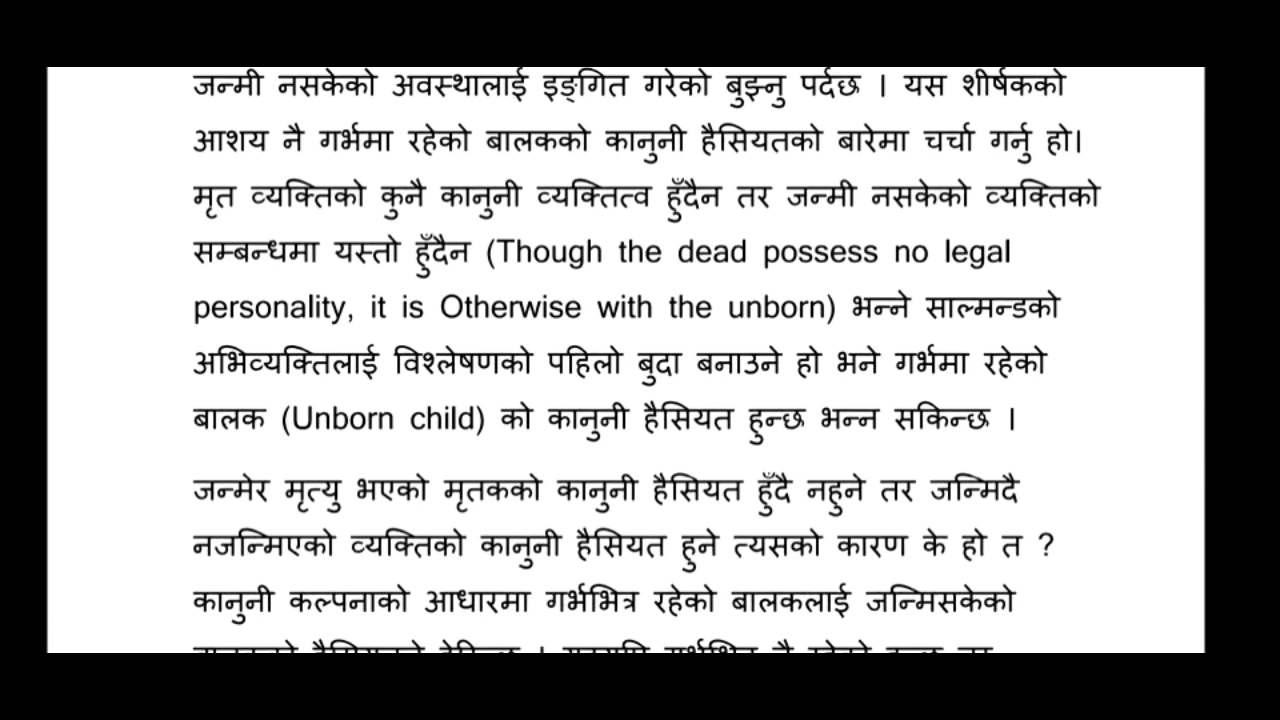 जन्मी नसकेको अवस्थालाई इङ्गित गरेको बुझ्नु पर्दछ । यस शीर्षकको
आशय नै गर्भमा रहेको बालकको कानुनी हैसियतको बारेमा चर्चा गर्नु हो।
मृत व्यक्तिको कुनै कानुनी व्यक्तित्व हुँदैन तर जन्मी नसकेको व्यक्तिको
सम्बन्धमा यस्तो हुँदैन (Though the dead possess no legal
personality, it is Otherwise with the unborn) भन्ने साल्मन्डको
अभिव्यक्तिलाई विश्लेषणको पहिलो बुदा बनाउने हो भने गर्भमा रहेको
बालक (Unborn child) को कानुनी हैसियत हुन्छ भन्न सकिन्छ ।
जन्मेर मृत्यु भएको मृतकको कानुनी हैसियत हुँदै नहुने तर जन्मिदै
नजन्मिएको व्यक्तिको कानुनी हैसियत हुने त्यसको कारण के हो त ?
कानुनी कल्पनाको आधारमा गर्भभित्र रहेको बालकलाई जन्मिसकेको